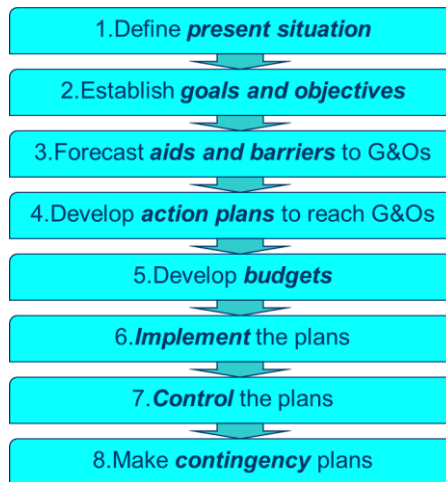 1.Define present situation
2.Establish goals and objectives
3.Forecast aids and barriers to G&Os
4.Develop action plans to reach G&Os
5.Develop budgets
6.Implement the plans
7.Control the plans
8.Make contingency plans